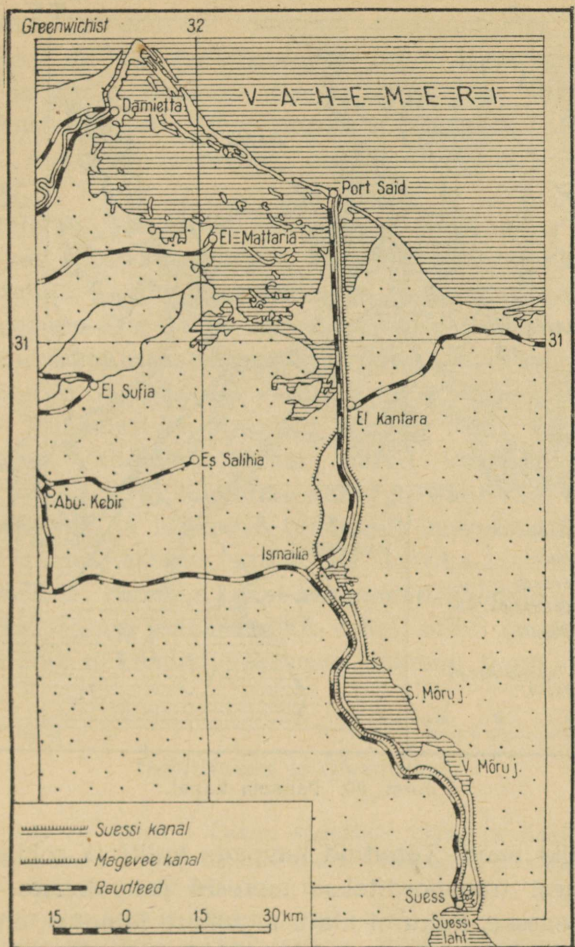 Greenwichist
32
VAHEMERI
Damietta
Port Said
El Mattaria
31
31
El Sufia
El Kantara
Es Salihia
Abu-Kebir
Ismailia
S. Mõru j.
V. Mõru j.
Suessi kanal
Magevee kanal
Raudteed
15 0 15 30 km
Suess
Suessi
laht